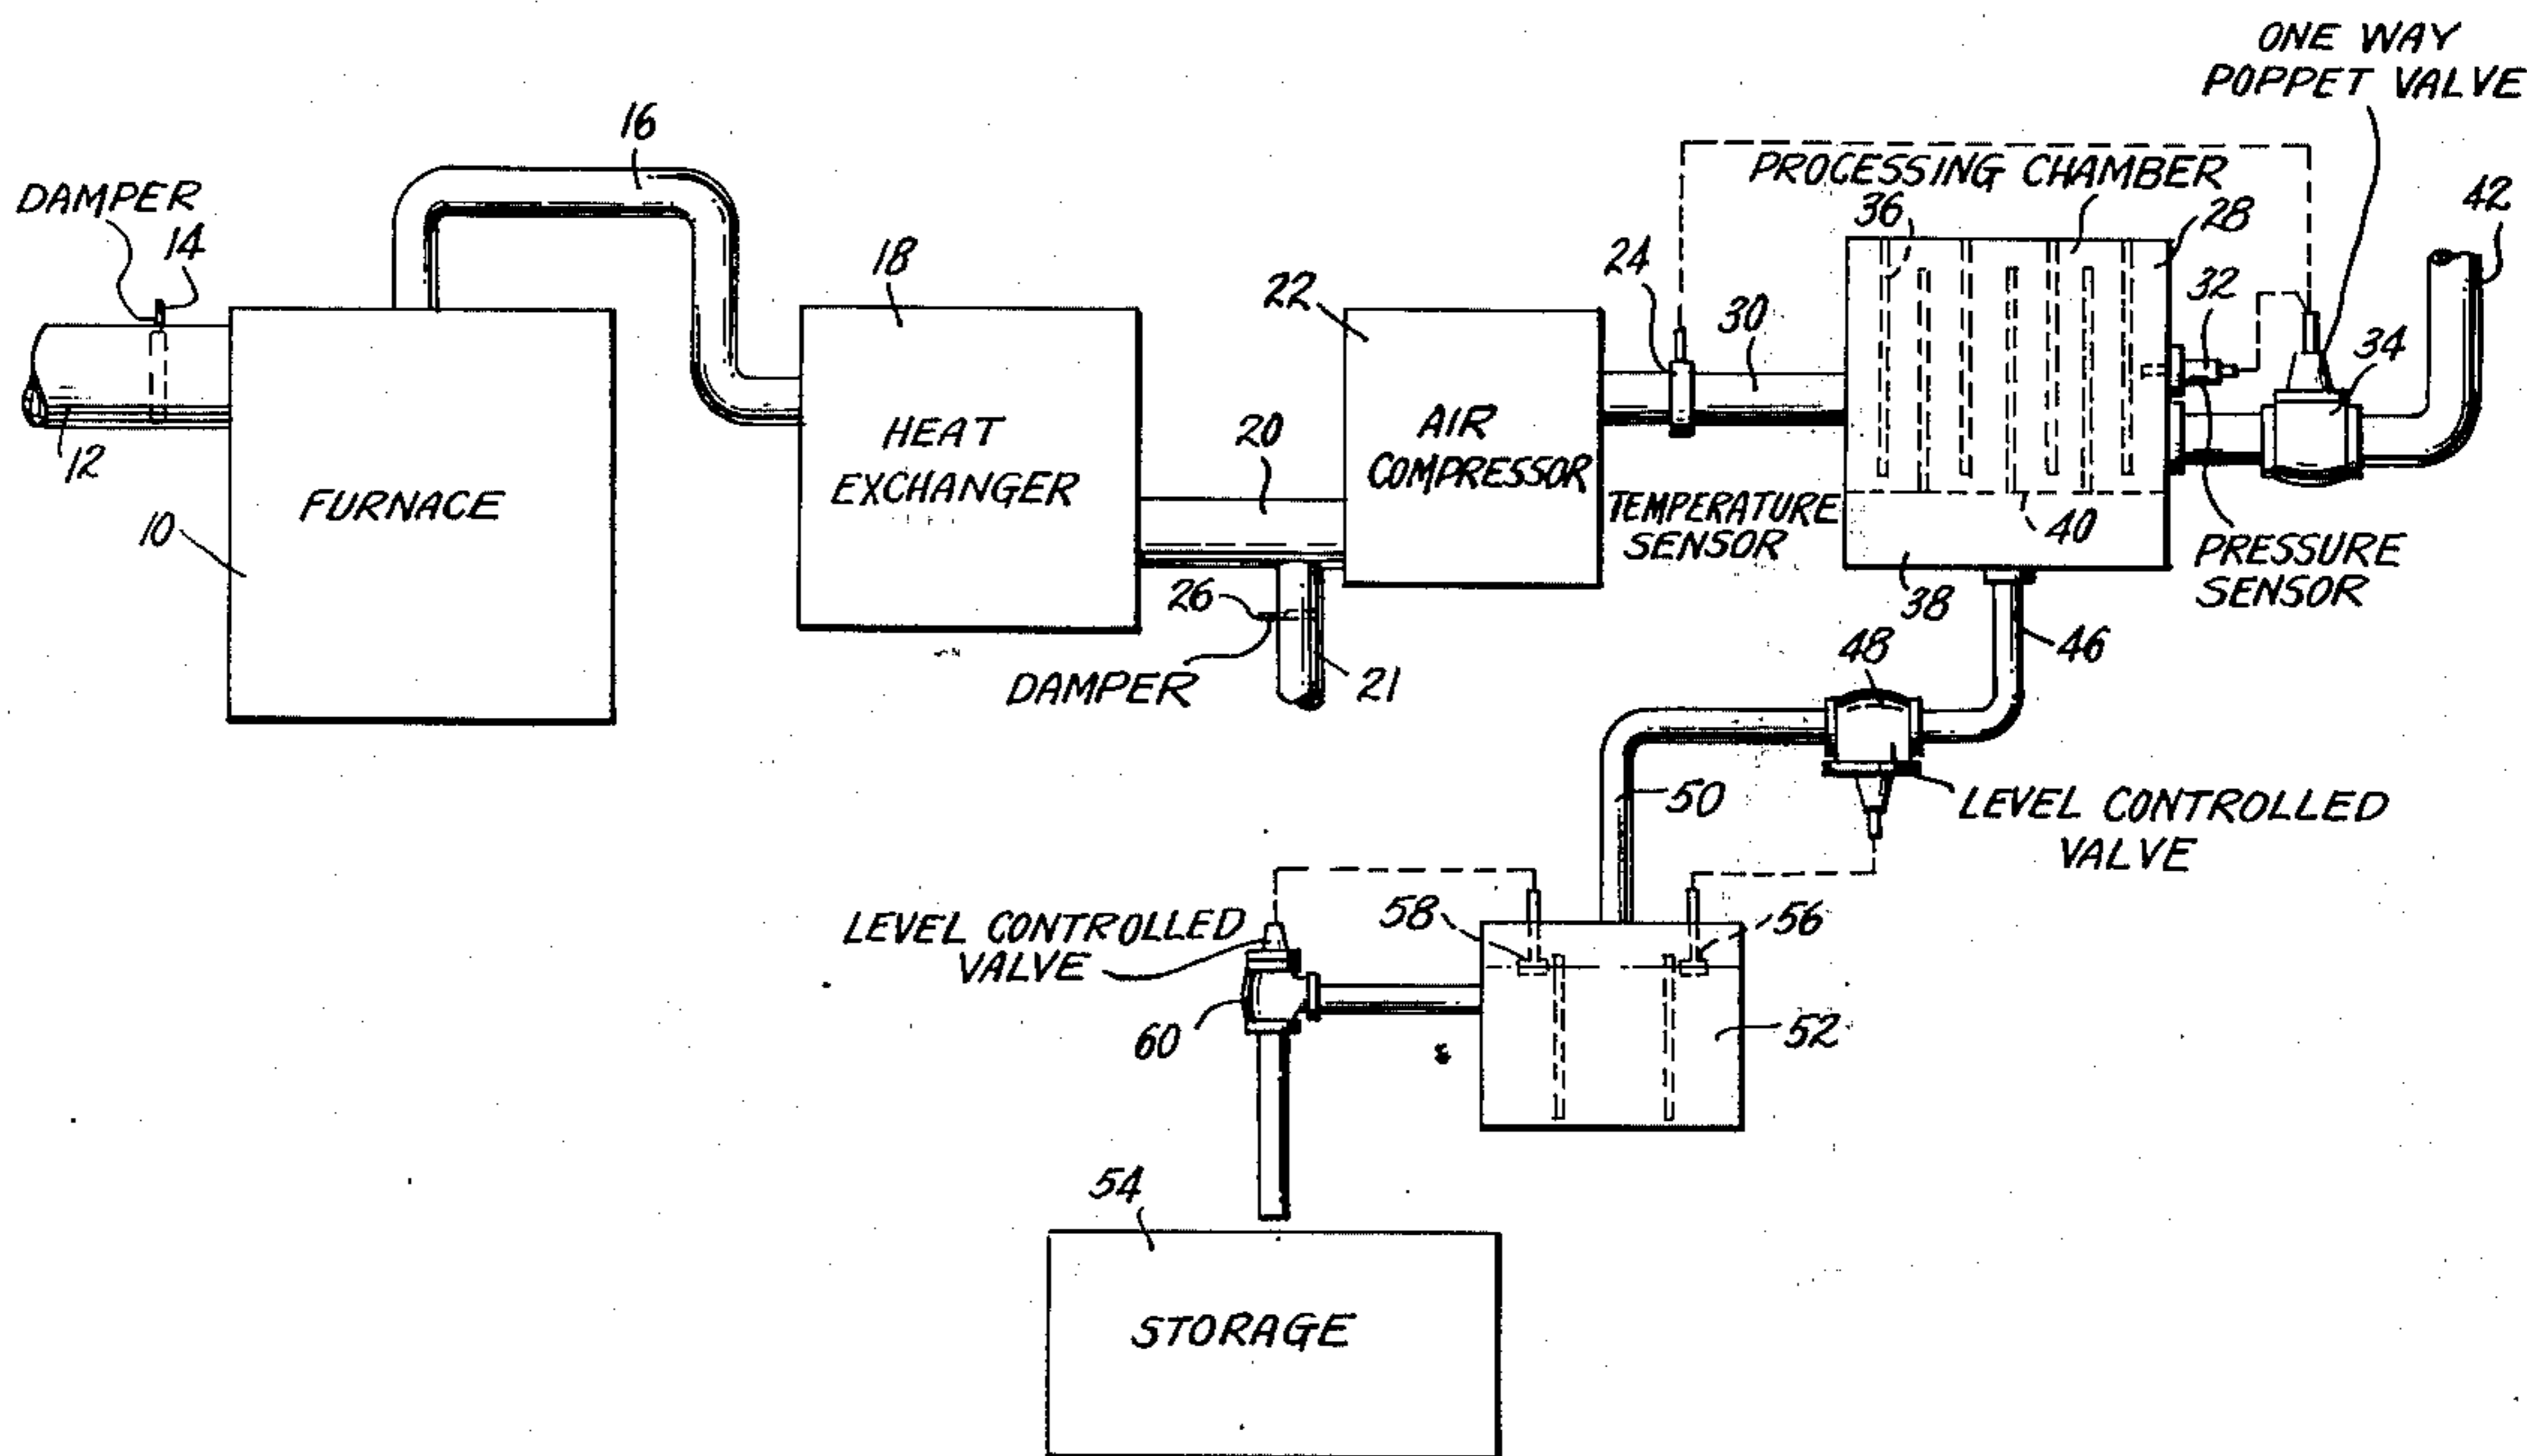 ONE WAY
POPPET VALVE
16
PROCESSING CHAMBER
DAMPER
14
36
28
42
18
22
24
30
32
34
12
HEAT
EXCHANGER
20
AIR
COMPRESSOR
FURNACE
10
TEMPERATURE
SENSOR
40
PRESSURE
SENSOR
26
38
DAMPER
21
48
46
50
LEVEL CONTROLLED
VALVE
58
56
LEVEL CONTROLLED
VALVE
60
52
54
STORAGE